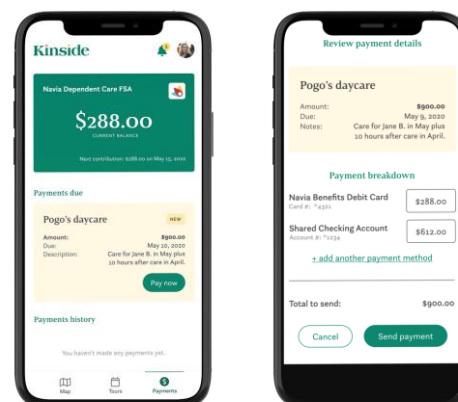 Kinside
Navia Dependent Care FSA
$288.00
CURRENT BALANCE
Next contribution: $288.00 on May 15, 2020
Payments due
Pogo's daycare
NEW
Amount: $900.00
Due: May 10, 2020
Description: Care for Jane B. in May plus
10 hours after care in April.
Pay now
Payments history
You haven't made any payments yet.
Map
Tours
Payments
Review payment details
Pogo's daycare
Amount: $900.00
Due: May 9, 2020
Notes: Care for Jane B. in May plus
10 hours after care in April.
Payment breakdown
Navia Benefits Debit Card
Card #: *4321
$288.00
Shared Checking Account
Account #: *1234
$612.00
+ add another payment method
Total to send: $900.00
Cancel
Send payment